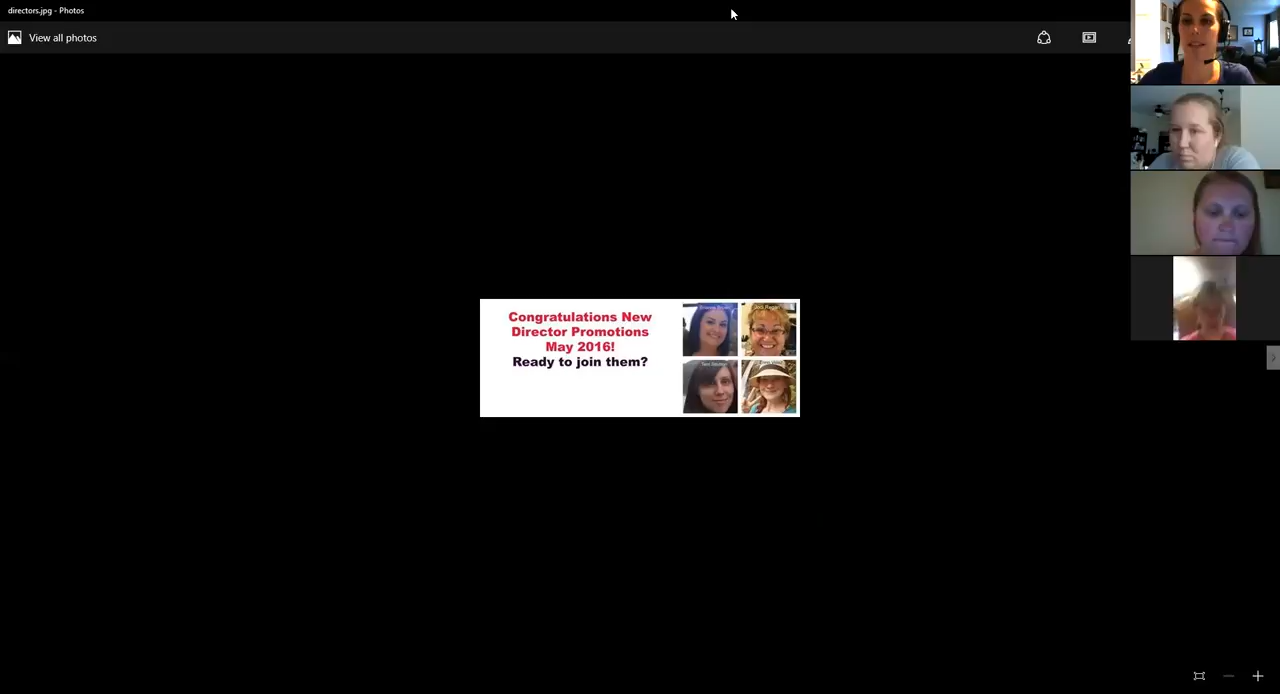 directors.jpg - Photos
View all photos
Congratulations New
Director Promotions
May 2016!
Ready to join them?